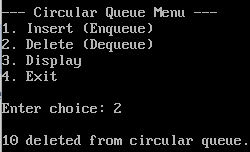 --- Circular Queue Menu ---
1. Insert (Enqueue)
2. Delete (Dequeue)
3. Display
4. Exit
Enter choice: 2
10 deleted from circular queue.